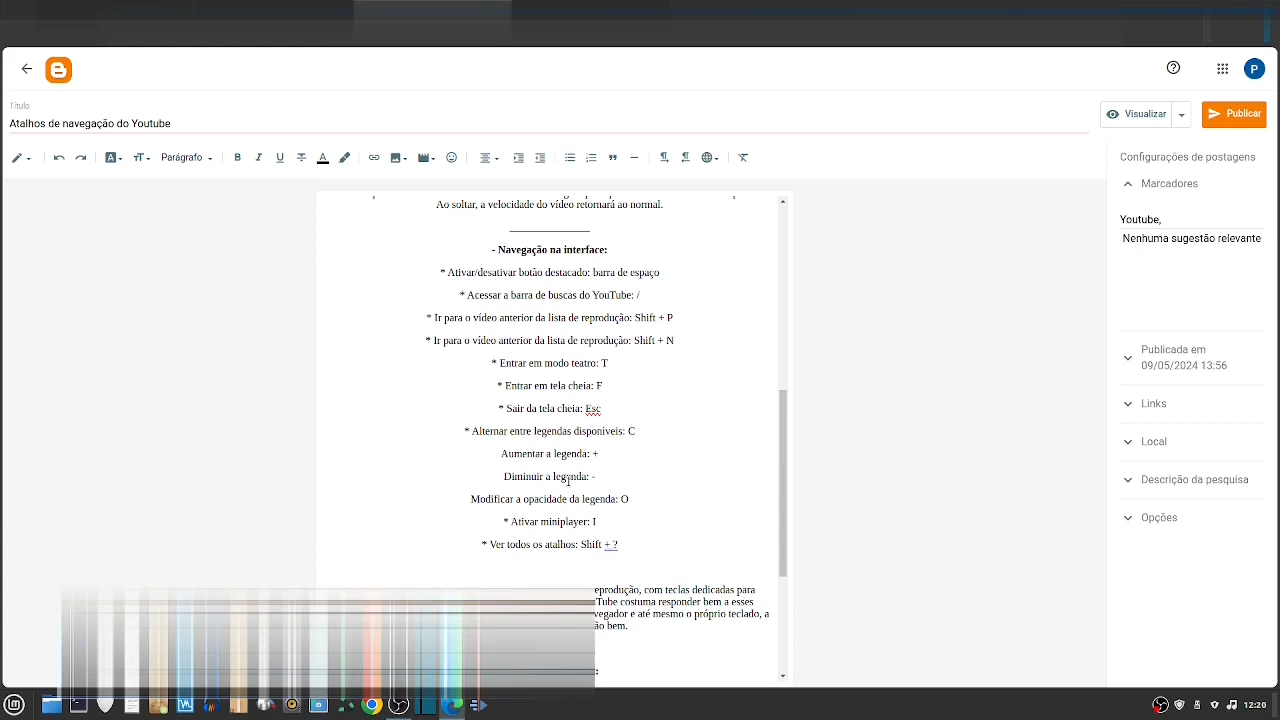 Título
Atalhos de navegação do Youtube
Visualizar
Publicar
P
Parágrafo
Configurações de postagens
Marcadores
Youtube,
Nenhuma sugestão relevante
Publicada em
09/05/2024 13:56
Links
Local
Descrição da pesquisa
Opções
Ao soltar, a velocidade do vídeo retornará ao normal.
- Navegação na interface:
* Ativar/desativar botão destacado: barra de espaço
* Acessar a barra de buscas do YouTube: /
* Ir para o vídeo anterior da lista de reprodução: Shift + P
* Ir para o vídeo anterior da lista de reprodução: Shift + N
* Entrar em modo teatro: T
* Entrar em tela cheia: F
* Sair da tela cheia: Esc
* Alternar entre legendas disponíveis: C
Aumentar a legenda: +
Diminuir a legenda: -
Modificar a opacidade da legenda: O
* Ativar miniplayer: I
* Ver todos os atalhos: Shift + ?
eprodução, com teclas dedicadas para
Tube costuma responder bem a esses
vegador e até mesmo o próprio teclado, a
ão bem.
:
12:20